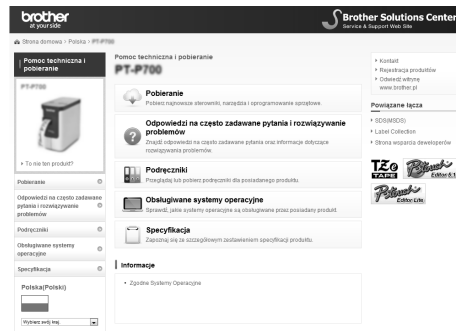 brother
at your side
Brother Solutions Center
Service & Support Web Site
Strona domowa > Polska > PT-P700
Pomoc techniczna i
pobieranie
PT-P700
To nie ten produkt?
Pobieranie
Odpowiedzi na często zadawane
pytania i rozwiązywanie
problemów
Podręczniki
Obsługiwane systemy
operacyjne
Specyfikacja
Polska(Polski)
Wybierz swój kraj.
Pomoc techniczna i pobieranie
PT-P700
Pobieranie
Pobierz najnowsze sterowniki, narzędzia i oprogramowanie sprzętowe.
Odpowiedzi na często zadawane pytania i rozwiązywanie
problemów
Znajdź odpowiedzi na często zadawane pytania oraz informacje dotyczące
rozwiązywania problemów.
Podręczniki
Przeglądaj lub pobierz podręczniki dla posiadanego produktu.
Obsługiwane systemy operacyjne
Sprawdź, jakie systemy operacyjne są obsługiwane przez posiadany produkt.
Specyfikacja
Zapoznaj się ze szczegółowym zestawieniem specyfikacji produktu.
Informacje
Zgodne Systemy Operacyjne
Kontakt
Rejestracja produktów
Odwiedź witrynę
www.brother.pl
Powiązane łącza
SDS(MSDS)
Label Collection
Strona wsparcia deweloperów
TZe
TAPE
P-touch
Editor 5.1
P-touch
Editor Lite